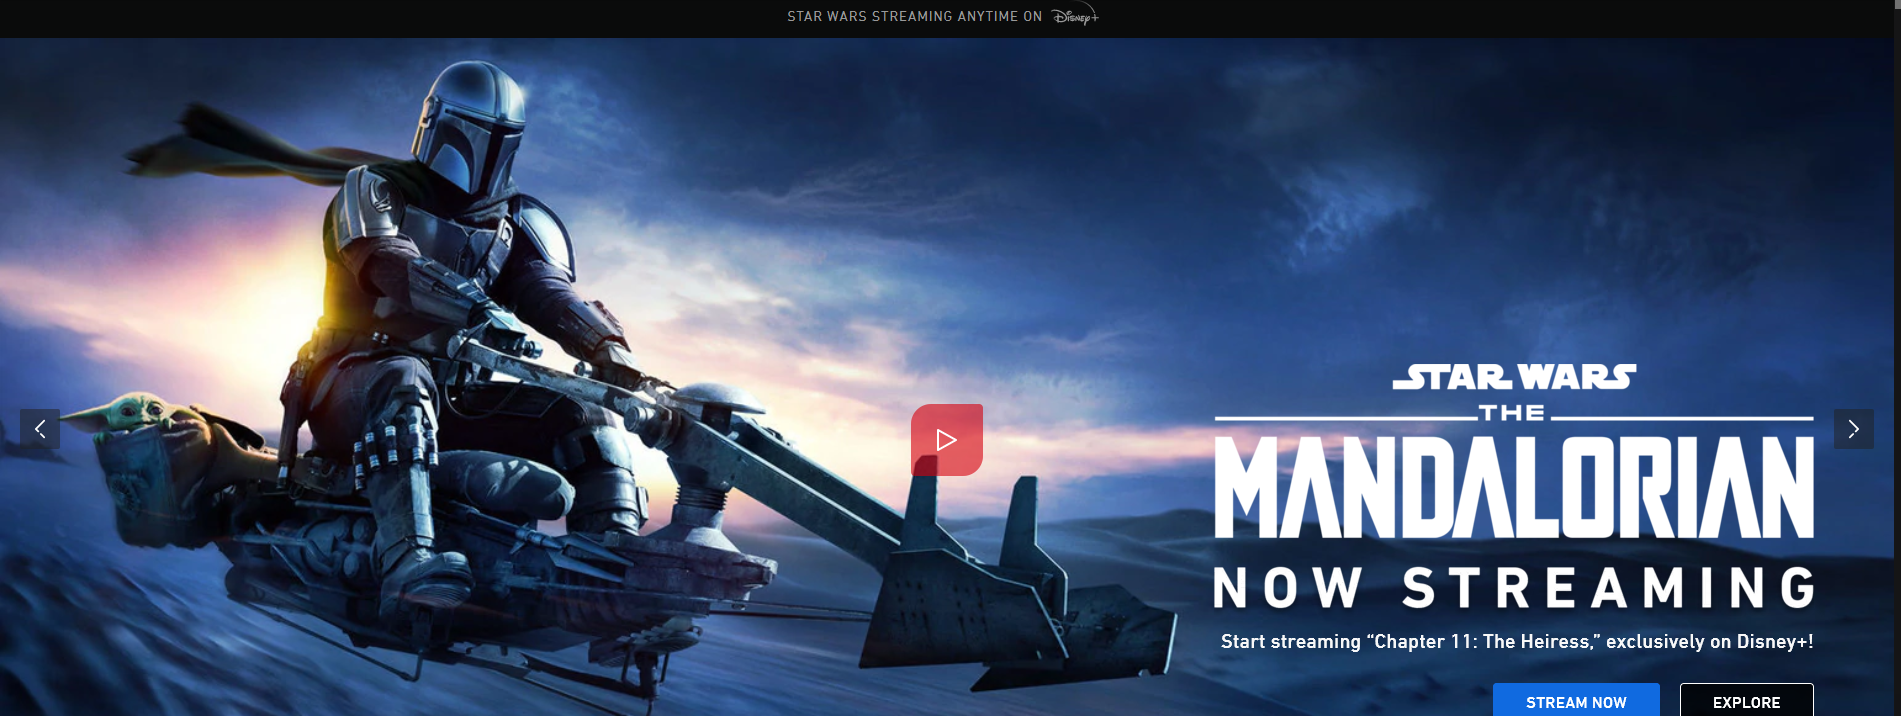 STAR WARS STREAMING ANYTIME ON Disney+
STAR WARS
THE
MANDALORIAN
NOW STREAMING
Start streaming “Chapter 11: The Heiress,” exclusively on Disney+!
STREAM NOW
EXPLORE